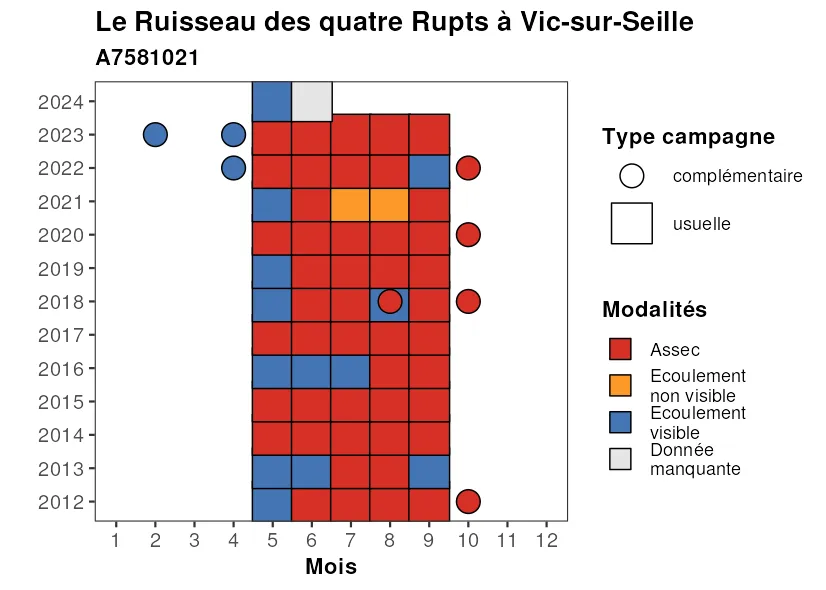 Le Ruisseau des quatre Rupts à Vic-sur-Seille
A7581021
2024
2023
2022
2021
2020
2019
2018
2017
2016
2015
2014
2013
2012
1 2 3 4 5 6 7 8 9 10 11 12
Mois
Type campagne
complémentaire
usuelle
Modalités
Assec
Ecoulement
non visible
Ecoulement
visible
Donnée
manquante